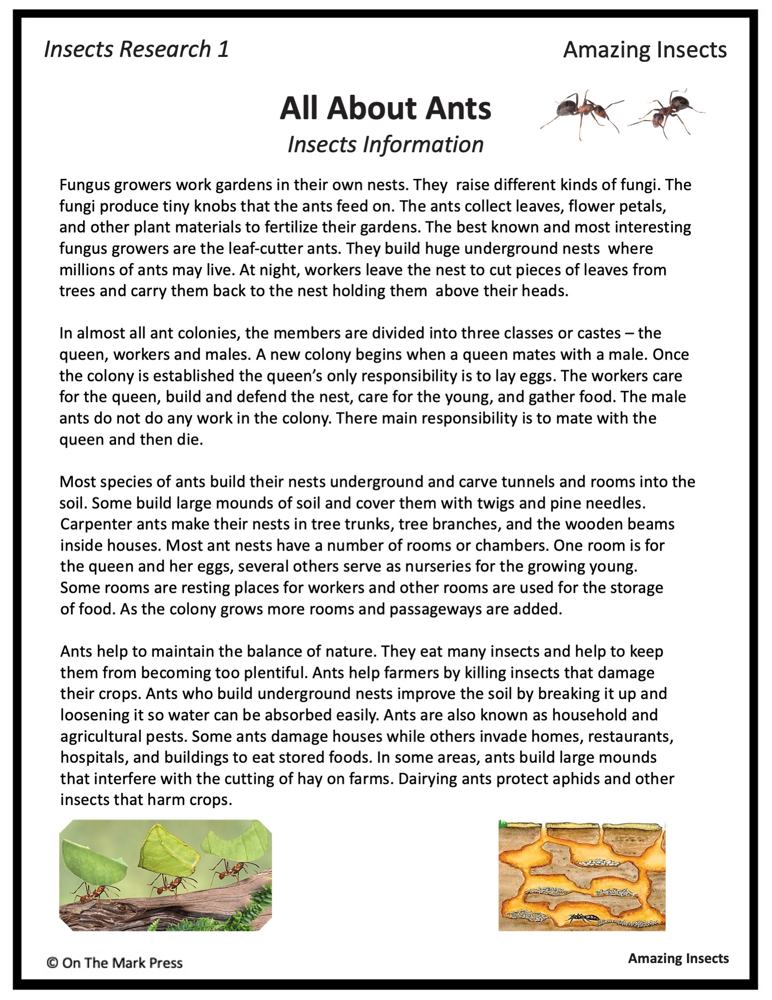 Insects Research 1
Amazing Insects
All About Ants
Insects Information
Fungus growers work gardens in their own nests. They  raise different kinds of fungi. The
fungi produce tiny knobs that the ants feed on. The ants collect leaves, flower petals,
and other plant materials to fertilize their gardens. The best known and most interesting
fungus growers are the leaf-cutter ants. They build huge underground nests  where
millions of ants may live. At night, workers leave the nest to cut pieces of leaves from
trees and carry them back to the nest holding them  above their heads.
In almost all ant colonies, the members are divided into three classes or castes – the
queen, workers and males. A new colony begins when a queen mates with a male. Once
the colony is established the queen’s only responsibility is to lay eggs. The workers care
for the queen, build and defend the nest, care for the young, and gather food. The male
ants do not do any work in the colony. There main responsibility is to mate with the
queen and then die.
Most species of ants build their nests underground and carve tunnels and rooms into the
soil. Some build large mounds of soil and cover them with twigs and pine needles.
Carpenter ants make their nests in tree trunks, tree branches, and the wooden beams
inside houses. Most ant nests have a number of rooms or chambers. One room is for
the queen and her eggs, several others serve as nurseries for the growing young.
Some rooms are resting places for workers and other rooms are used for the storage
of food. As the colony grows more rooms and passageways are added.
Ants help to maintain the balance of nature. They eat many insects and help to keep
them from becoming too plentiful. Ants help farmers by killing insects that damage
their crops. Ants who build underground nests improve the soil by breaking it up and
loosening it so water can be absorbed easily. Ants are also known as household and
agricultural pests. Some ants damage houses while others invade homes, restaurants,
hospitals, and buildings to eat stored foods. In some areas, ants build large mounds
that interfere with the cutting of hay on farms. Dairying ants protect aphids and other
insects that harm crops.
© On The Mark Press
Amazing Insects